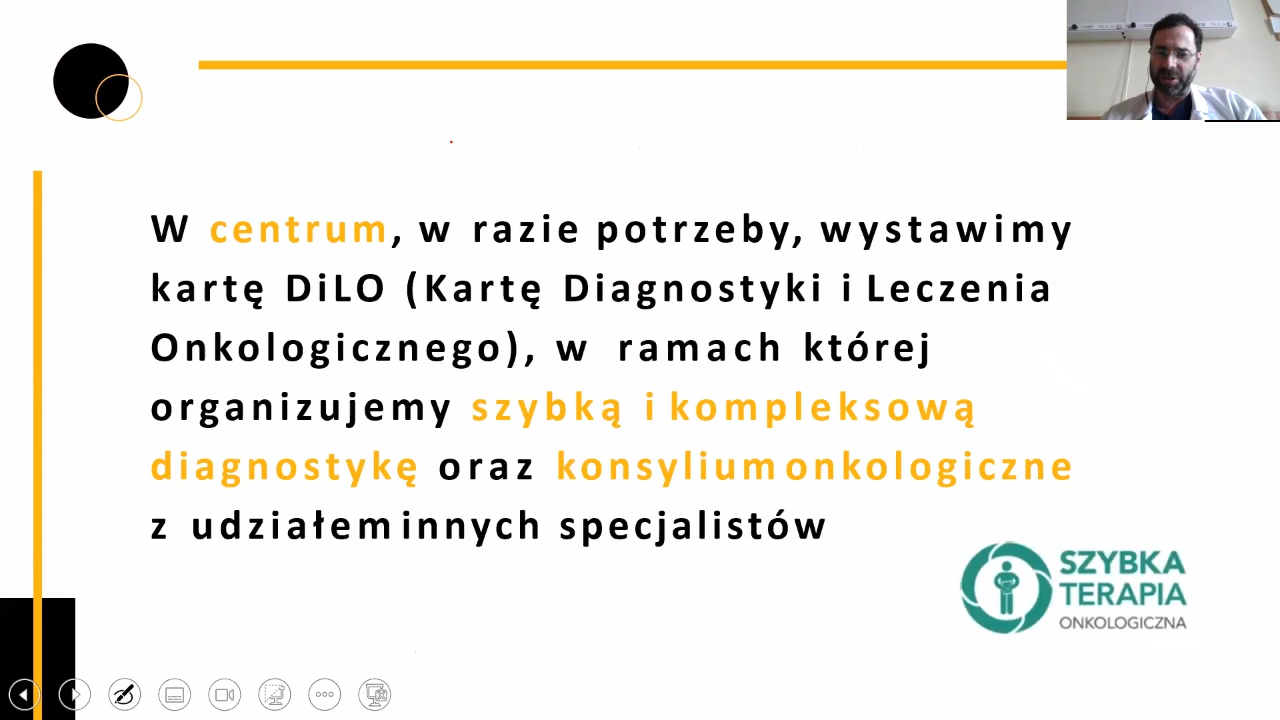 W centrum, w razie potrzeby, wystawimy
kartę DiLO (Kartę Diagnostyki i Leczenia
Onkologicznego), w ramach której
organizujemy szybką i kompleksową
diagnostykę oraz konsylium onkologiczne
z udziałem innych specjalistów
SZYBKA
TERAPIA
ONKOLOGICZNA